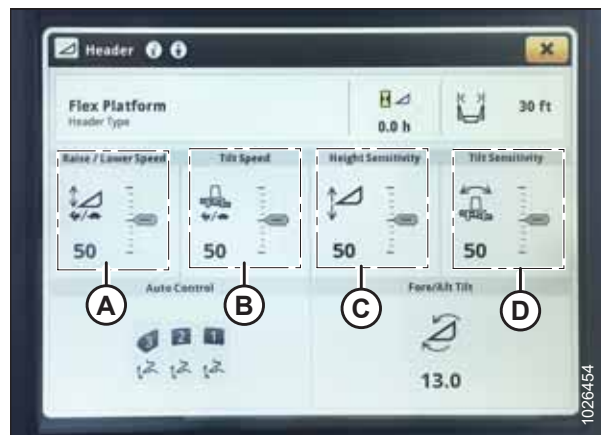 Header
Flex Platform
Header Type
0.0 h
30 ft
Raise / Lower Speed
Tilt Speed
Height Sensitivity
Tilt Sensitivity
50
50
50
50
A
B
C
D
Auto Control
Fore/Aft Tilt
3 2 1
13.0
1026454